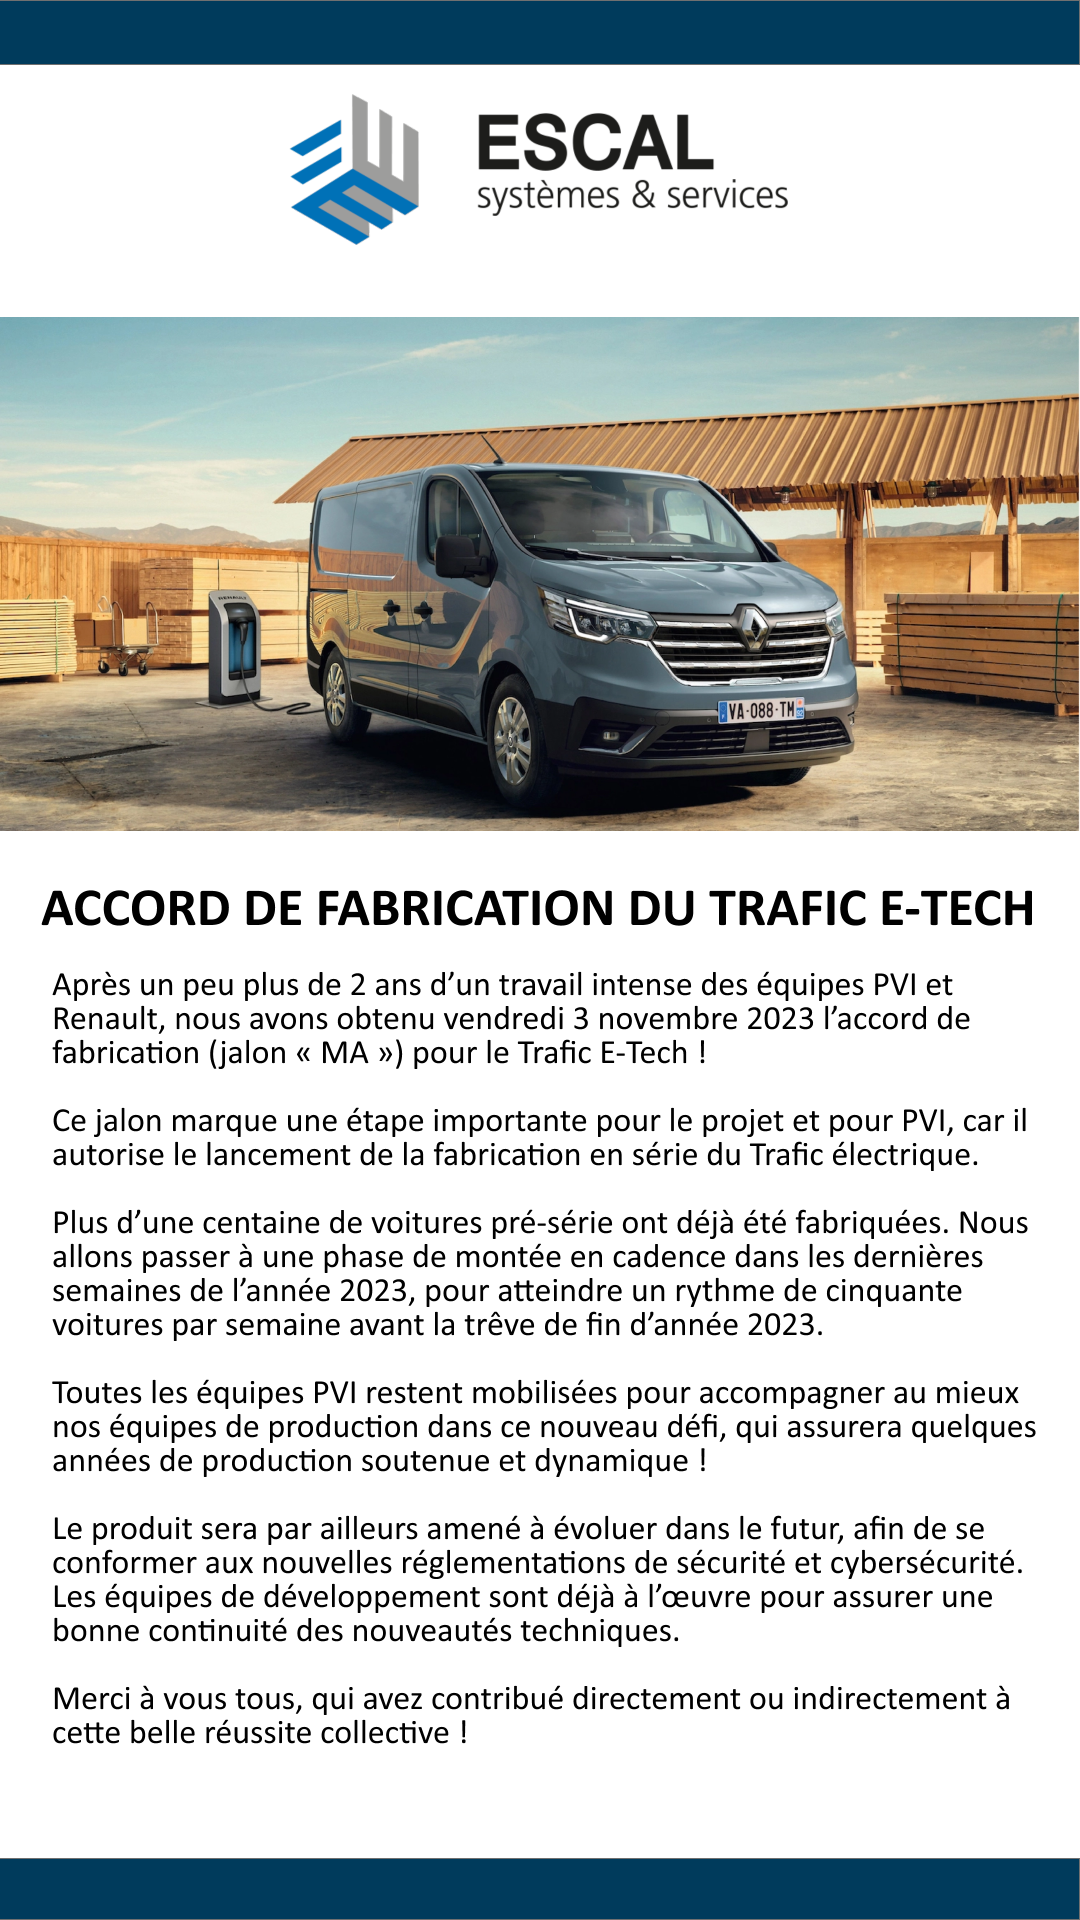 ESCAL
systèmes & services
RENAULT
VA-088-TM
ACCORD DE FABRICATION DU TRAFIC E-TECH
Après un peu plus de 2 ans d’un travail intense des équipes PVI et
Renault, nous avons obtenu vendredi 3 novembre 2023 l’accord de
fabrication (jalon « MA ») pour le Trafic E-Tech !
Ce jalon marque une étape importante pour le projet et pour PVI, car il
autorise le lancement de la fabrication en série du Trafic électrique.
Plus d’une centaine de voitures pré-série ont déjà été fabriquées. Nous
allons passer à une phase de montée en cadence dans les dernières
semaines de l’année 2023, pour atteindre un rythme de cinquante
voitures par semaine avant la trêve de fin d’année 2023.
Toutes les équipes PVI restent mobilisées pour accompagner au mieux
nos équipes de production dans ce nouveau défi, qui assurera quelques
années de production soutenue et dynamique !
Le produit sera par ailleurs amené à évoluer dans le futur, afin de se
conformer aux nouvelles réglementations de sécurité et cybersécurité.
Les équipes de développement sont déjà à l’œuvre pour assurer une
bonne continuité des nouveautés techniques.
Merci à vous tous, qui avez contribué directement ou indirectement à
cette belle réussite collective !